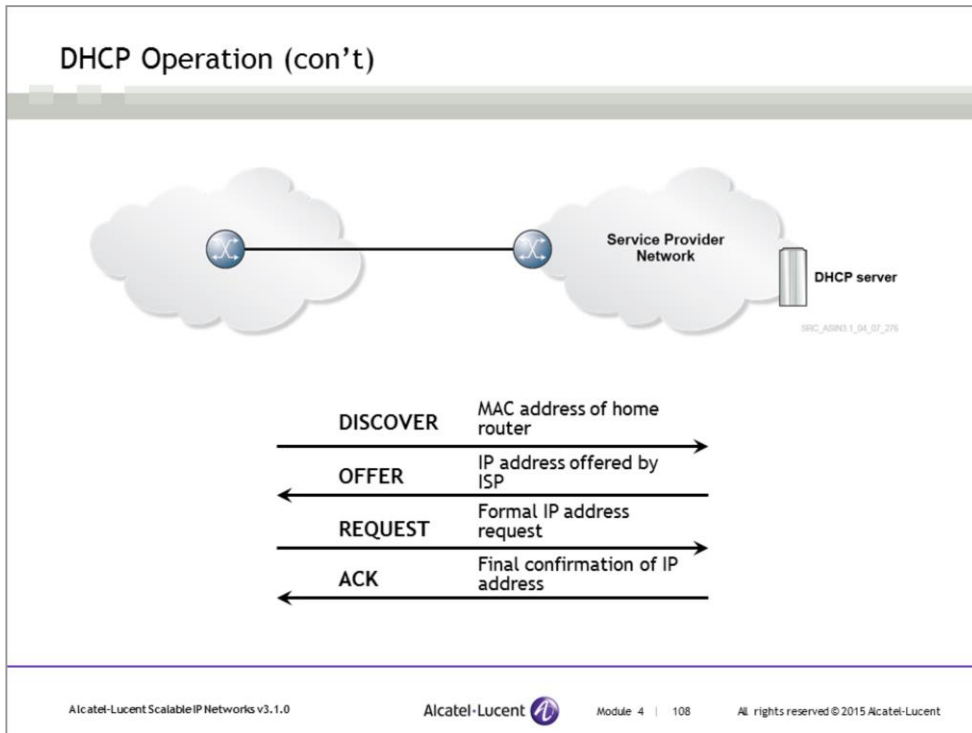 DHCP Operation (con't)
Service Provider
Network
DHCP server
SRC_ASIN3.1_04_07_276
DISCOVER
MAC address of home
router
OFFER
IP address offered by
ISP
REQUEST
Formal IP address
request
ACK
Final confirmation of IP
address
Alcatel-Lucent Scalable IP Networks v3.1.0
Alcatel·Lucent
Module 4 | 108
All rights reserved © 2015 Alcatel-Lucent